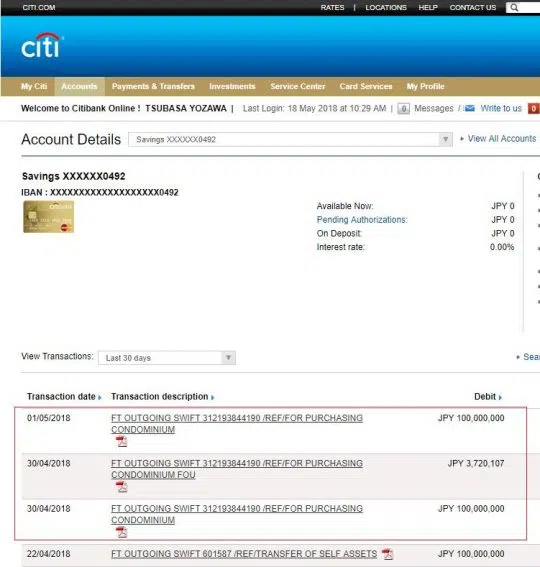 CITI.COM RATES | LOCATIONS HELP CONTACT US
citi
My Citi Accounts Payments & Transfers Investments Service Center Card Services My Profile
Welcome to Citibank Online ! TSUBASA YOZAWA | Last Login: 18 May 2018 at 10:29 AM | 0 Messages / Write to us 0
Account Details Savings XXXXXX0492 View All Accounts
Savings XXXXXX0492
IBAN : XXXXXXXXXXXXXXXXXXX0492
citibank
Available Now: JPY 0
Pending Authorizations: JPY 0
On Deposit: JPY 0
Interest rate: 0.00%
View Transactions: Last 30 days Sea
Transaction date Transaction description Debit
01/05/2018 FT OUTGOING SWIFT 312193844190 /REF/FOR PURCHASING JPY 100,000,000
CONDOMINIUM
30/04/2018 FT OUTGOING SWIFT 312193844190 /REF/FOR PURCHASING JPY 3,720,107
CONDOMINIUM FOU
30/04/2018 FT OUTGOING SWIFT 312193844190 /REF/FOR PURCHASING JPY 100,000,000
CONDOMINIUM
22/04/2018 FT OUTGOING SWIFT 601587 /REF/TRANSFER OF SELF ASSETS JPY 100,000,000